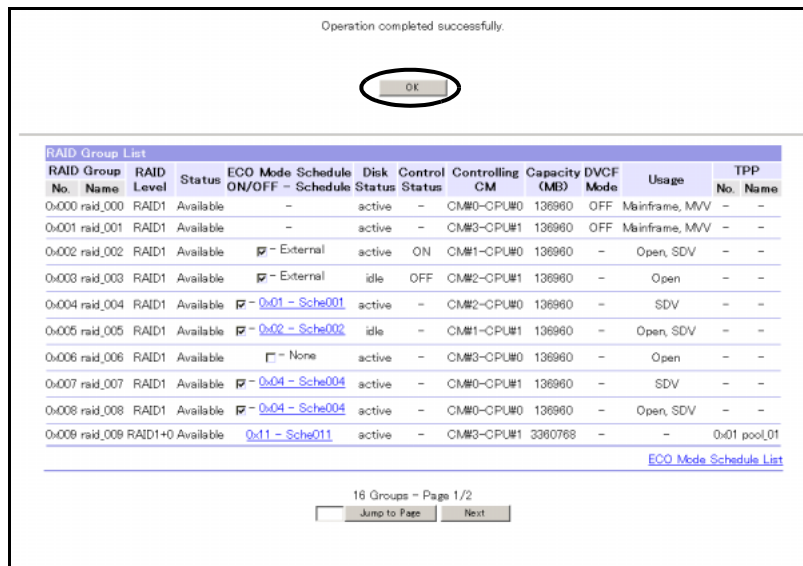 Operation completed successfully.
OK
RAID Group List
RAID Group RAID Level Status ECO Mode Schedule ON/OFF - Schedule Disk Status Control Status Controlling CM Capacity (MB) DVCF Mode Usage TPP
No. Name No. Name
0x000 raid_000 RAID1 Available - active - CM#0-CPU#0 136960 OFF Mainframe, MVV - -
0x001 raid_001 RAID1 Available - active - CM#3-CPU#1 136960 OFF Mainframe, MVV - -
0x002 raid_002 RAID1 Available - External active ON CM#1-CPU#0 136960 - Open, SDV - -
0x003 raid_003 RAID1 Available - External idle OFF CM#2-CPU#1 136960 - Open - -
0x004 raid_004 RAID1 Available - 0x01 - Sche001 active - CM#2-CPU#0 136960 - SDV - -
0x005 raid_005 RAID1 Available - 0x02 - Sche002 idle - CM#1-CPU#1 136960 - Open, SDV - -
0x006 raid_006 RAID1 Available - None active - CM#3-CPU#0 136960 - Open - -
0x007 raid_007 RAID1 Available - 0x04 - Sche004 active - CM#0-CPU#1 136960 - SDV - -
0x008 raid_008 RAID1 Available - 0x04 - Sche004 active - CM#0-CPU#0 136960 - Open, SDV - -
0x009 raid_009 RAID1+0 Available 0x11 - Sche011 active - CM#3-CPU#1 3360768 - - 0x01 pool_01
ECO Mode Schedule List
16 Groups - Page 1/2
Jump to Page Next